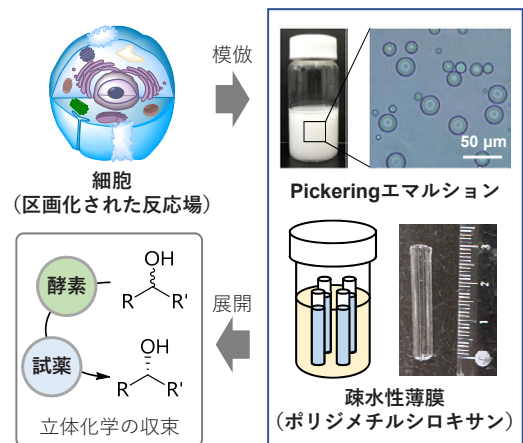 模倣
50 μm
細胞
(区画化された反応場)
Pickeringエマルション
酵素
OH
R
R'
試薬
OH
R
R'
立体化学の収束
展開
3
2
1
疎水性薄膜
(ポリジメチルシロキサン)